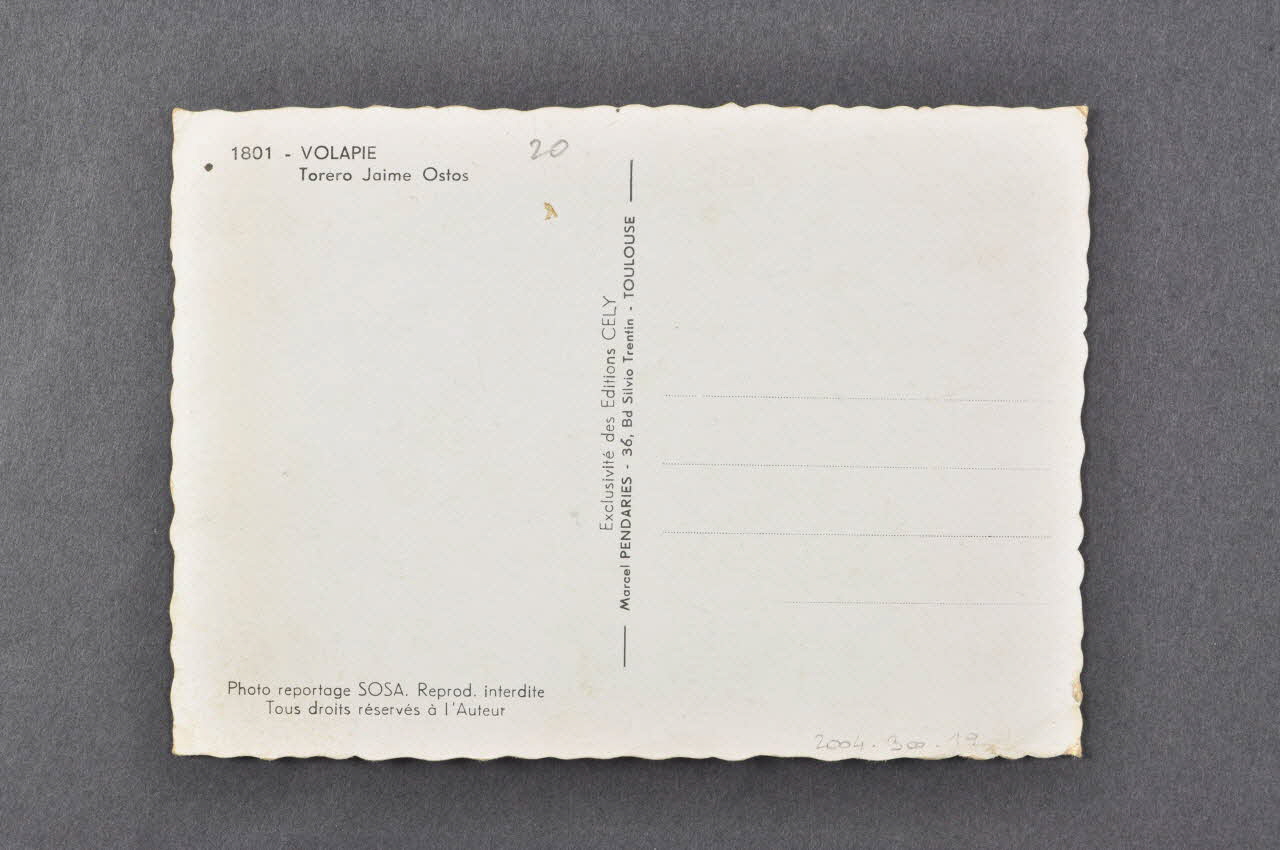 1801 - VOLAPIE
Torero Jaime Ostos
20
Exclusivité des Editions CELY
Marcel PENDARIES - 36, Bd Silvio Trentin - TOULOUSE
Photo reportage SOSA. Reprod. interdite
Tous droits réservés à l'Auteur
2004.300.19